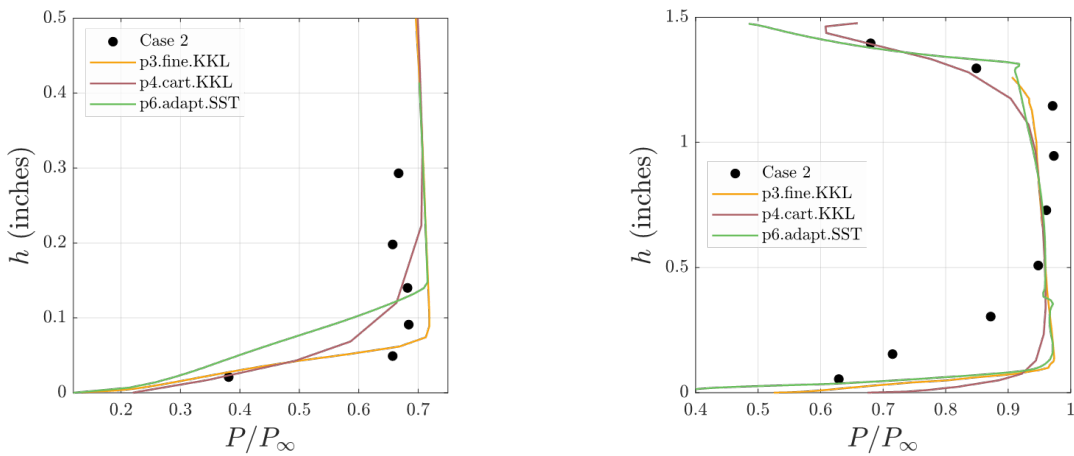 0.5
0.4
0.3
0.2
0.1
0
0.2
0.3
0.4
0.5
0.6
0.7
h (inches)
P/P∞
Case 2
p3.fine.KKL
p4.cart.KKL
p6.adapt.SST
1.5
1
0.5
0
0.4
0.5
0.6
0.7
0.8
0.9
1
h (inches)
P/P∞
Case 2
p3.fine.KKL
p4.cart.KKL
p6.adapt.SST